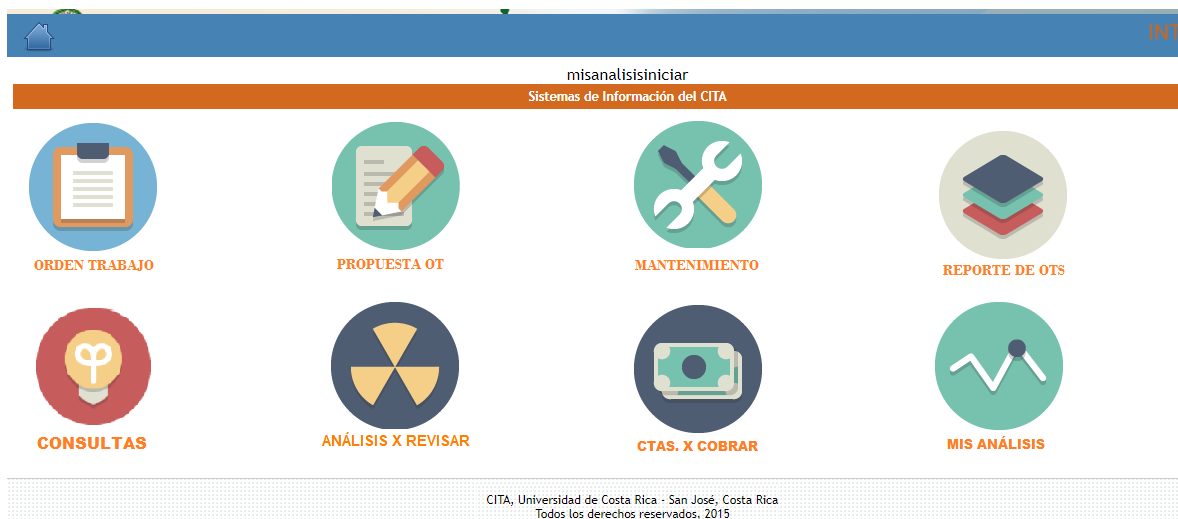 INT
misanalisisiniciar
Sistemas de Información del CITA
ORDEN TRABAJO
PROPUESTA OT
MANTENIMIENTO
REPORTE DE OTS
CONSULTAS
ANÁLISIS X REVISAR
CTAS. X COBRAR
MIS ANÁLISIS
CITA, Universidad de Costa Rica - San José, Costa Rica
Todos los derechos reservados, 2015